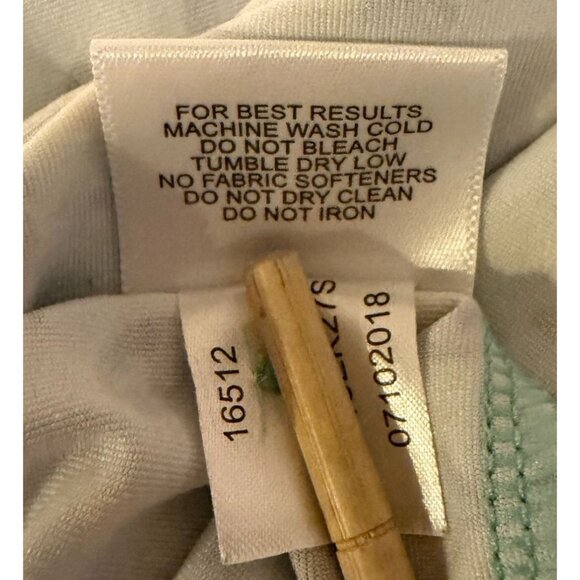 FOR BEST RESULTS
MACHINE WASH COLD
DO NOT BLEACH
TUMBLE DRY LOW
NO FABRIC SOFTENERS
DO NOT DRY CLEAN
DO NOT IRON
16512
07102018